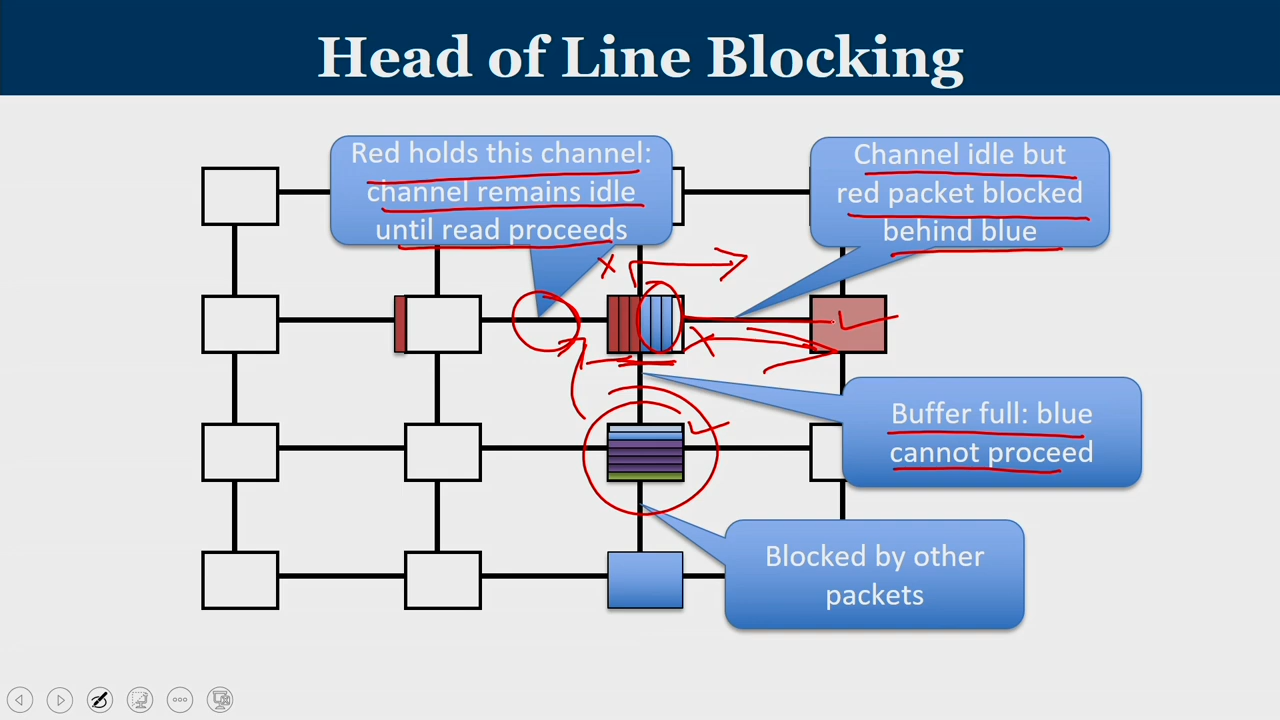 Head of Line Blocking
Red holds this channel:
channel remains idle
until read proceeds
Channel idle but
red packet blocked
behind blue
Buffer full: blue
cannot proceed
Blocked by other
packets